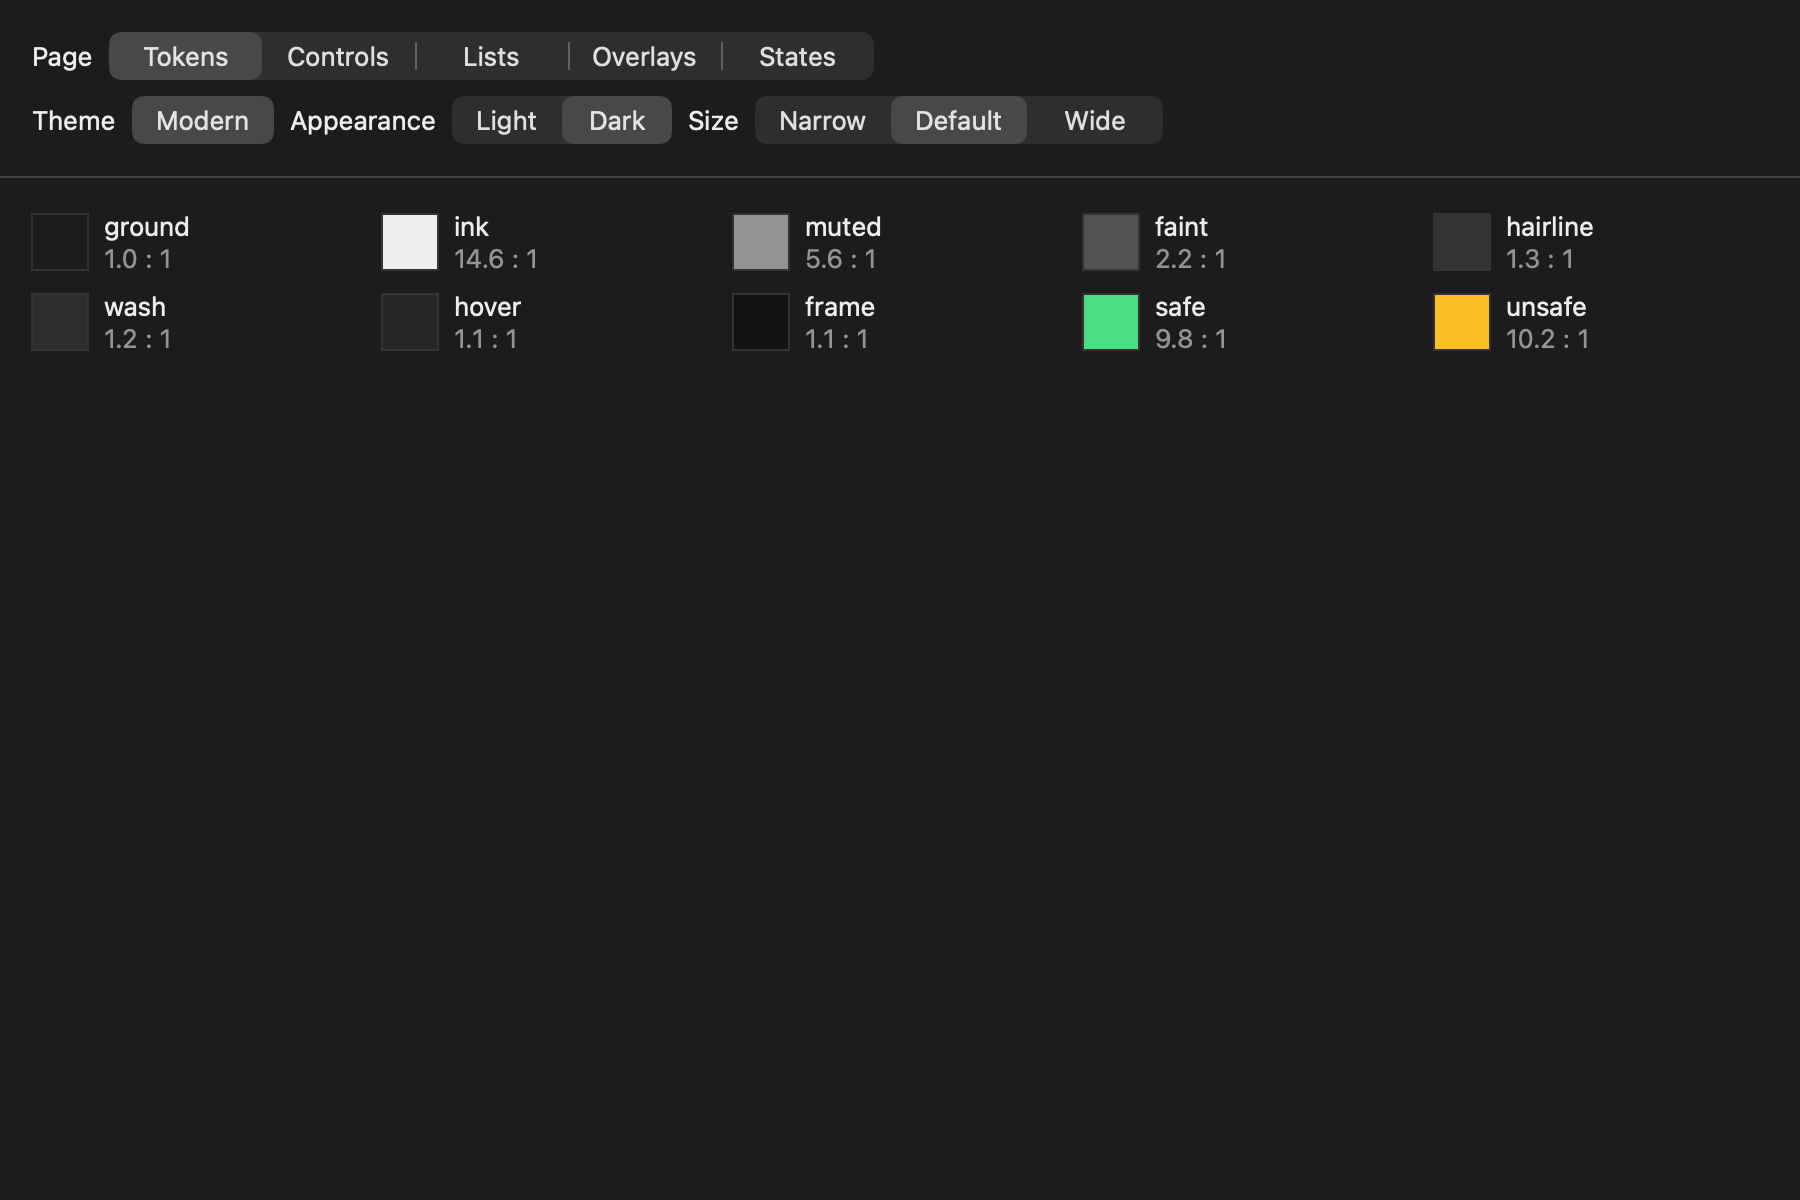 Page Tokens Controls Lists Overlays States
Theme Modern Appearance Light Dark Size Narrow Default Wide
ground ink muted faint hairline
1.0 : 1 14.6 : 1 5.6 : 1 2.2 : 1 1.3 : 1
wash hover frame safe unsafe
1.2 : 1 1.1 : 1 1.1 : 1 9.8 : 1 10.2 : 1